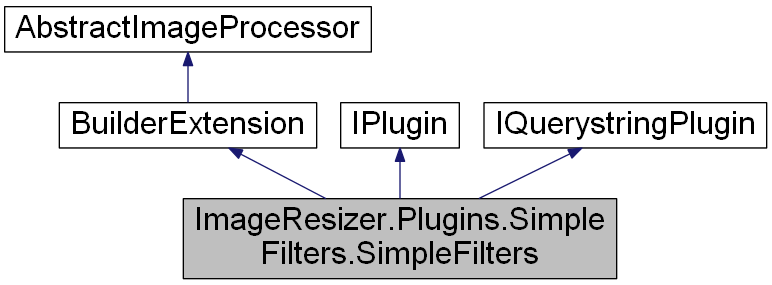 AbstractImageProcessor
BuilderExtension
IPlugin
IQuerystringPlugin
ImageResizer.Plugins.Simple
Filters.SimpleFilters